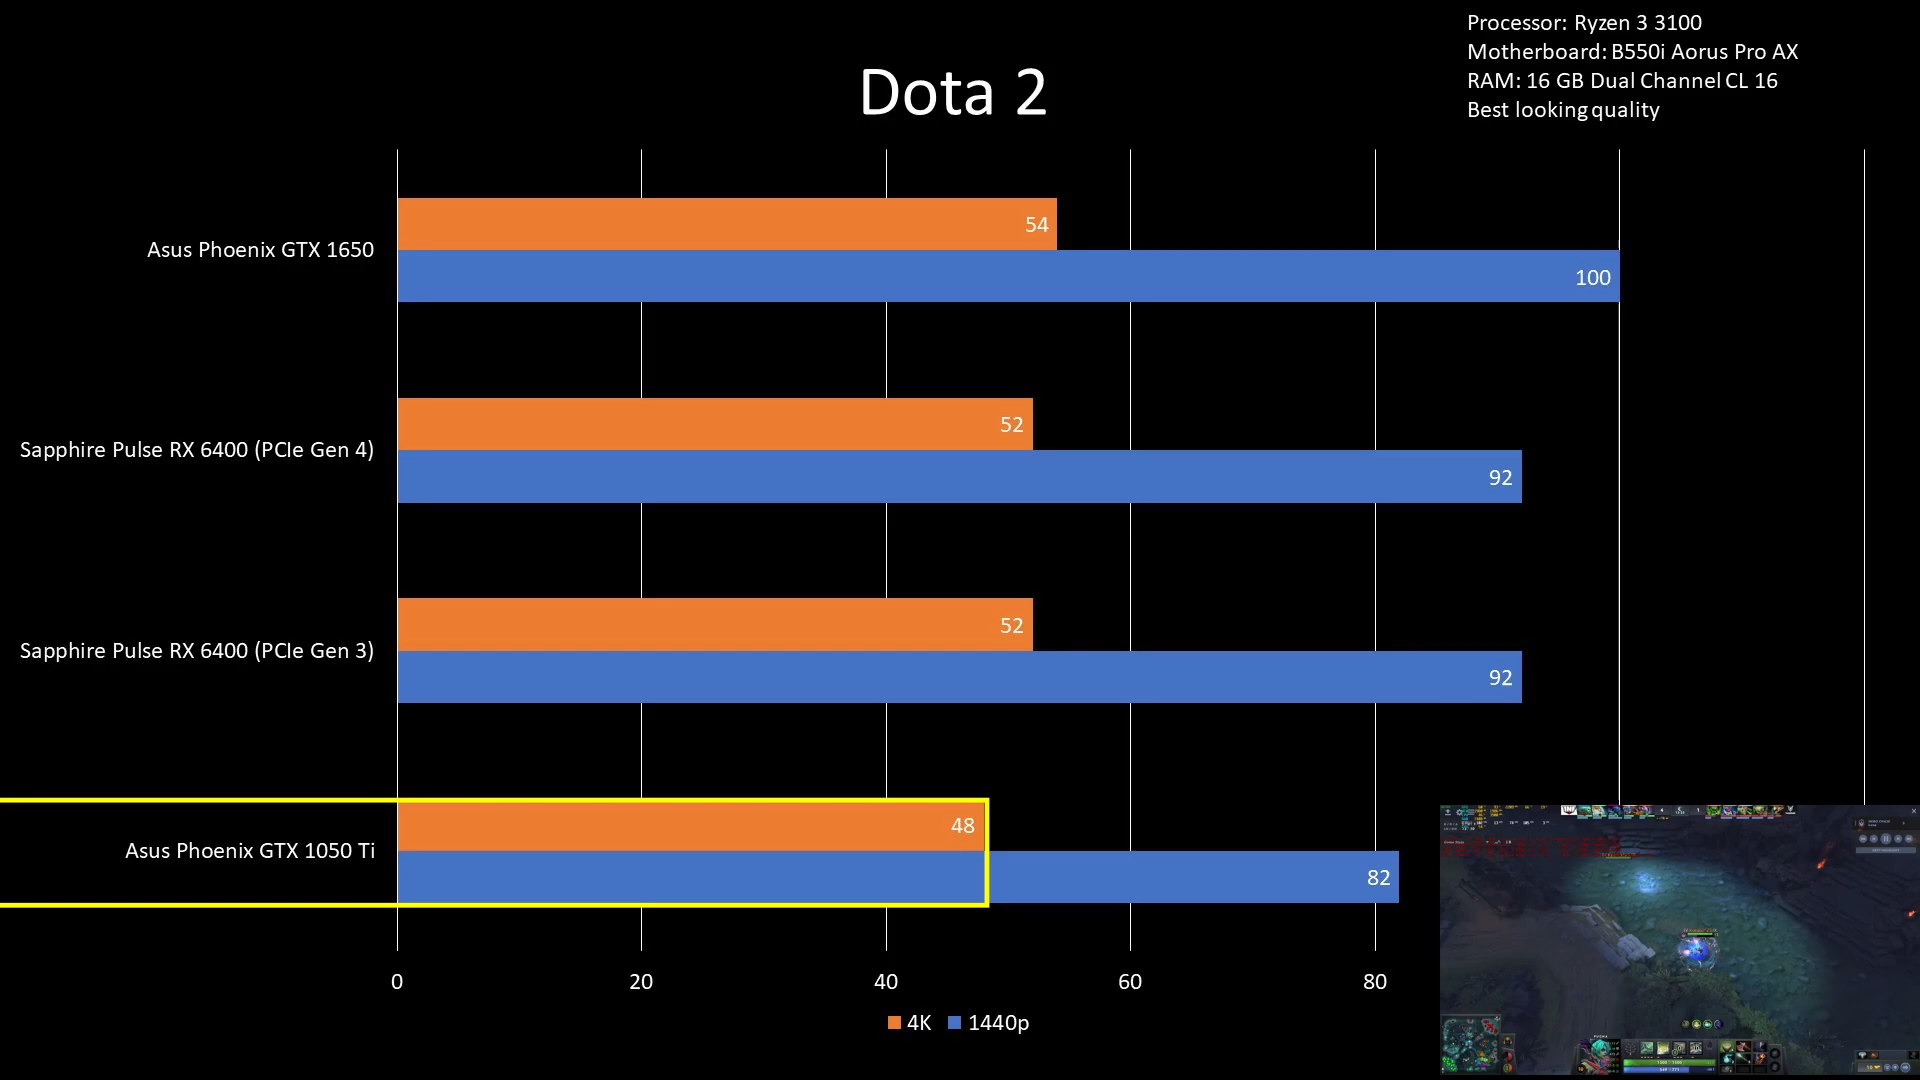 Processor: Ryzen 3 3100
Motherboard: B550i Aorus Pro AX
RAM: 16 GB Dual Channel CL 16
Best looking quality
Dota 2
Asus Phoenix GTX 1650
54
100
Sapphire Pulse RX 6400 (PCIe Gen 4)
52
92
Sapphire Pulse RX 6400 (PCIe Gen 3)
52
92
Asus Phoenix GTX 1050 Ti
48
82
0 20 40 60 80
4K 1440p